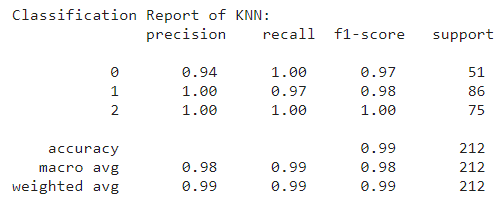 Classification Report of KNN:
precision recall f1-score support
0 0.94 1.00 0.97 51
1 1.00 0.97 0.98 86
2 1.00 1.00 1.00 75
accuracy 0.99 212
macro avg 0.98 0.99 0.98 212
weighted avg 0.99 0.99 0.99 212